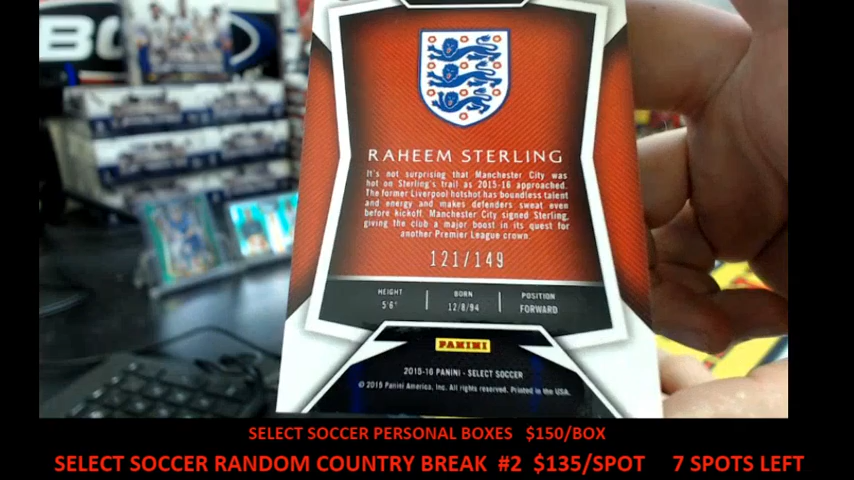 RAHEEM STERLING
It's not surprising that Manchester City was
hot on Sterling's trail as 2015-16 approached.
The former Liverpool hotshot has boundless talent
and energy and makes defenders sweat even
before kickoff. Manchester City signed Sterling,
giving the club a major boost in its quest for
another Premier League crown.
121/149
HEIGHT
5'6"
BORN
12/8/94
POSITION
FORWARD
PANINI
2015-16 PANINI - SELECT SOCCER
© 2015 Panini America, Inc. All rights reserved. Printed in the USA.
SELECT SOCCER PERSONAL BOXES $150/BOX
SELECT SOCCER RANDOM COUNTRY BREAK #2 $135/SPOT 7 SPOTS LEFT